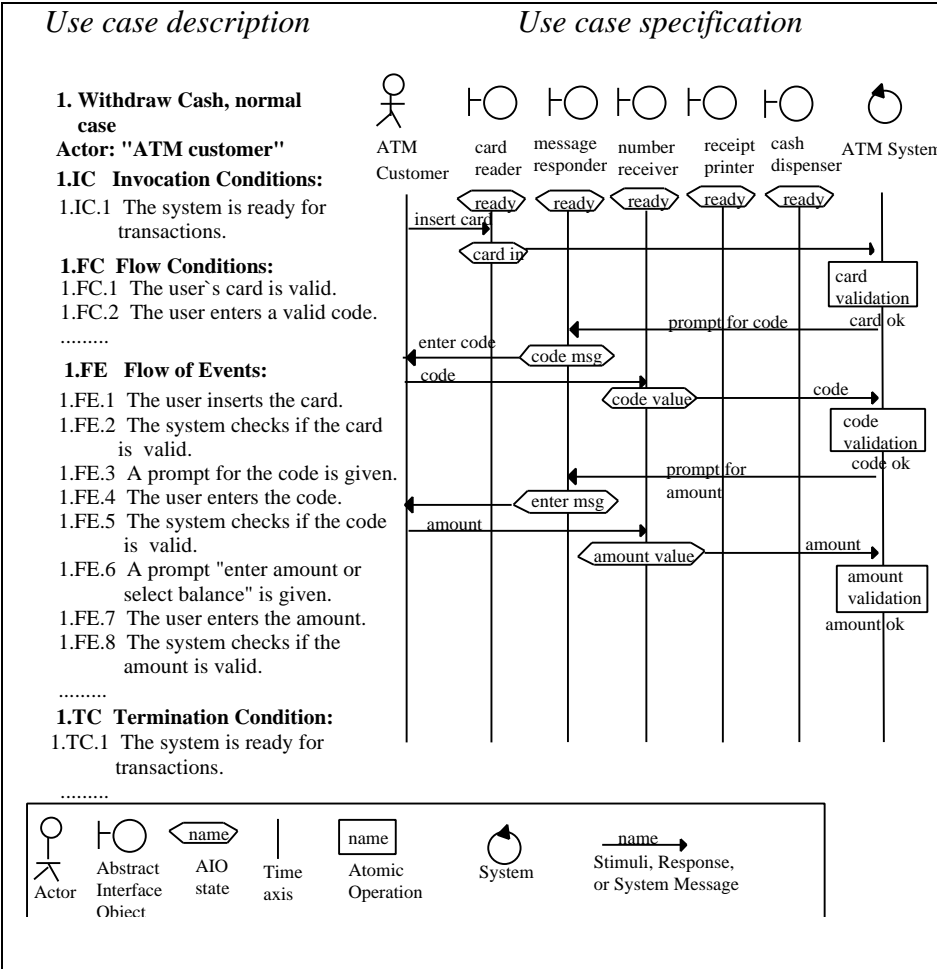 Use case description
Use case specification
1. Withdraw Cash, normal
case
Actor: "ATM customer"
1.IC Invocation Conditions:
1.IC.1 The system is ready for
transactions.
1.FC Flow Conditions:
1.FC.1 The user`s card is valid.
1.FC.2 The user enters a valid code.
.........
1.FE Flow of Events:
1.FE.1 The user inserts the card.
1.FE.2 The system checks if the card
is valid.
1.FE.3 A prompt for the code is given.
1.FE.4 The user enters the code.
1.FE.5 The system checks if the code
is valid.
1.FE.6 A prompt "enter amount or
select balance" is given.
1.FE.7 The user enters the amount.
1.FE.8 The system checks if the
amount is valid.
.........
1.TC Termination Condition:
1.TC.1 The system is ready for
transactions.
.........
ATM
Customer
card
reader
message
responder
number
receiver
receipt
printer
cash
dispenser
ATM System
ready
ready
ready
ready
ready
insert card
card in
card
validation
card ok
prompt for code
enter code
code msg
code
code value
code
code
validation
code ok
prompt for
amount
enter msg
amount
amount value
amount
amount
validation
amount ok
Actor
Abstract
Interface
Object
name
AIO
state
Time
axis
name
Atomic
Operation
System
name
Stimuli, Response,
or System Message